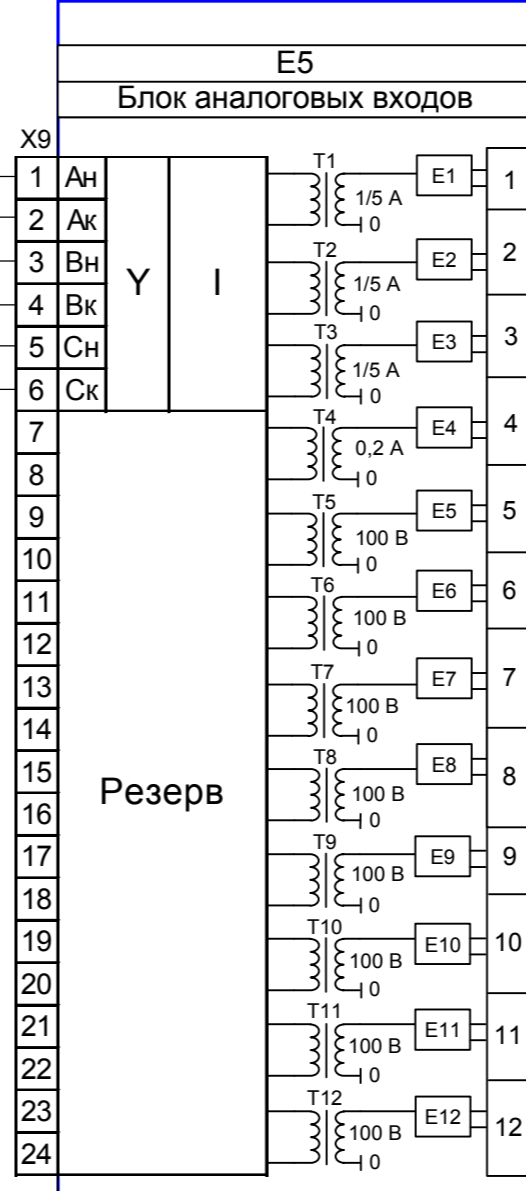 E5
Блок аналоговых входов
X9
1 Ан
2 Ак
3 Вн
4 Вк
5 Сн
6 Ск
Y I
7
8
9
10
11
12
13
14
15
16
17
18
19
20
21
22
23
24
Резерв
T1 1/5 А 0 E1 1
T2 1/5 А 0 E2 2
T3 1/5 А 0 E3 3
T4 0,2 А 0 E4 4
T5 100 В 0 E5 5
T6 100 В 0 E6 6
T7 100 В 0 E7 7
T8 100 В 0 E8 8
T9 100 В 0 E9 9
T10 100 В 0 E10 10
T11 100 В 0 E11 11
T12 100 В 0 E12 12